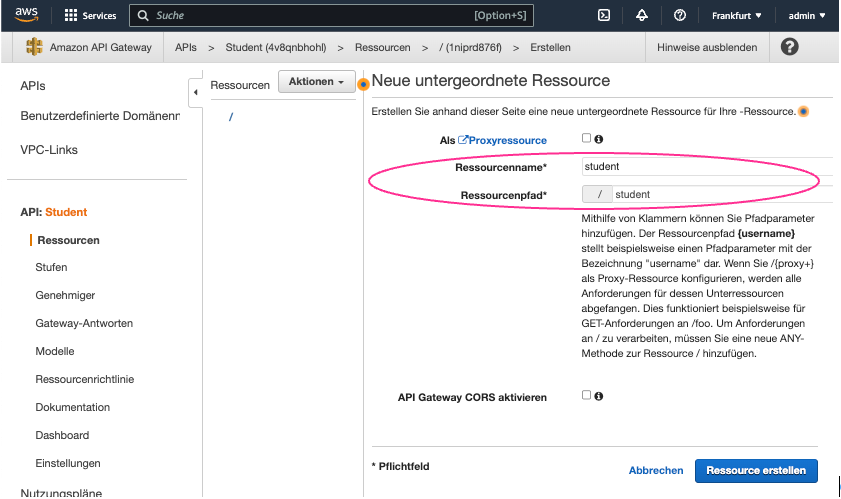 aws
Services
Suche
[Option+S]
Frankfurt
admin
Amazon API Gateway
APIs > Student (4v8qnbhohl) > Ressourcen > / (1niprd876f) > Erstellen
Hinweise ausblenden
APIs
Benutzerdefinierte Domänenn
VPC-Links
API: Student
Ressourcen
Stufen
Genehmiger
Gateway-Antworten
Modelle
Ressourcenrichtlinie
Dokumentation
Dashboard
Einstellungen
Nutzungspläne
Ressourcen
Aktionen
/
Neue untergeordnete Ressource
Erstellen Sie anhand dieser Seite eine neue untergeordnete Ressource für Ihre -Ressource.
Als Proxyressource
Ressourcenname* student
Ressourcenpfad* / student
Mithilfe von Klammern können Sie Pfadparameter
hinzufügen. Der Ressourcenpfad {username}
stellt beispielsweise einen Pfadparameter mit der
Bezeichnung "username" dar. Wenn Sie /{proxy+}
als Proxy-Ressource konfigurieren, werden alle
Anforderungen für dessen Unterressourcen
abgefangen. Dies funktioniert beispielsweise für
GET-Anforderungen an /foo. Um Anforderungen
an / zu verarbeiten, müssen Sie eine neue ANY-
Methode zur Ressource / hinzufügen.
API Gateway CORS aktivieren
* Pflichtfeld
Abbrechen
Ressource erstellen